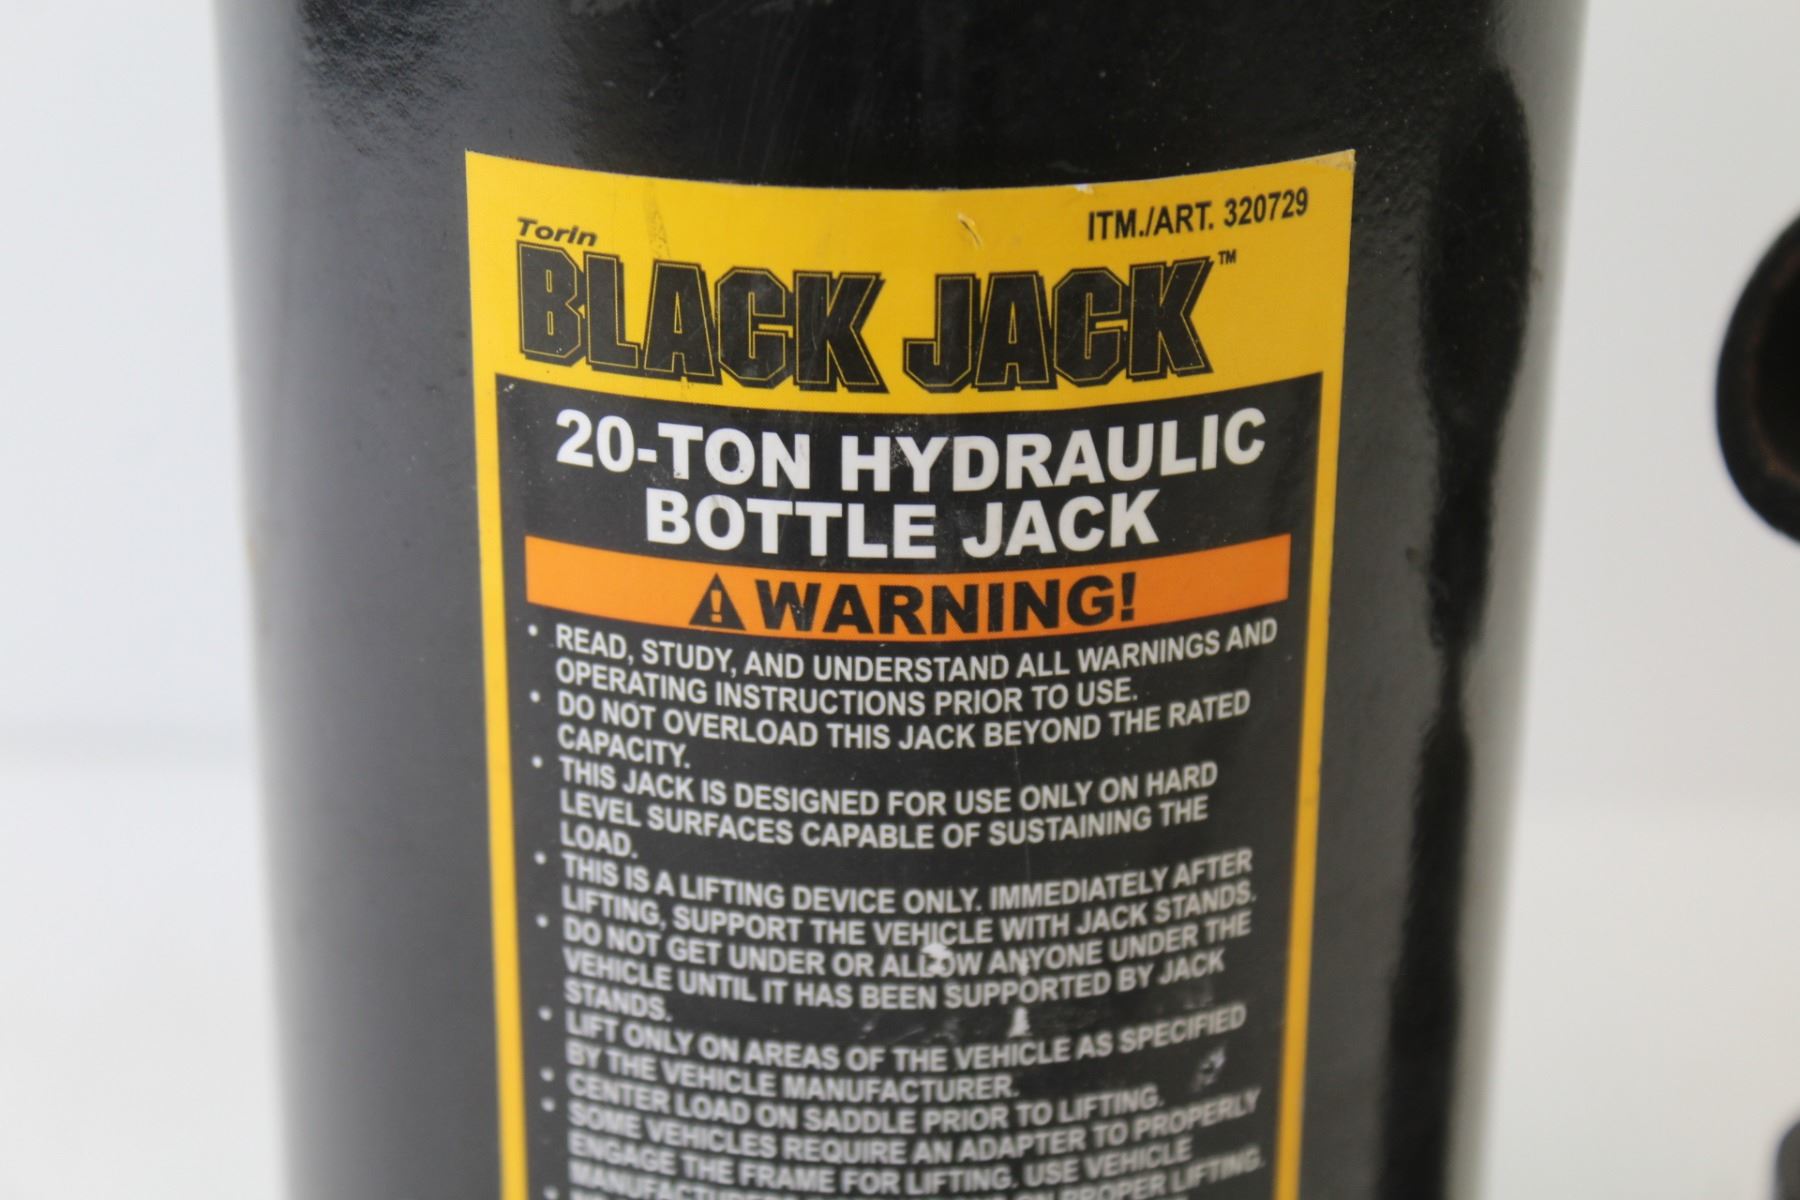 ITM./ART. 320729
Torin
BLACK JACK™
20-TON HYDRAULIC
BOTTLE JACK
⚠WARNING!
• READ, STUDY, AND UNDERSTAND ALL WARNINGS AND
OPERATING INSTRUCTIONS PRIOR TO USE.
• DO NOT OVERLOAD THIS JACK BEYOND THE RATED
CAPACITY.
• THIS JACK IS DESIGNED FOR USE ONLY ON HARD
LEVEL SURFACES CAPABLE OF SUSTAINING THE
LOAD.
• THIS IS A LIFTING DEVICE ONLY. IMMEDIATELY AFTER
LIFTING, SUPPORT THE VEHICLE WITH JACK STANDS.
• DO NOT GET UNDER OR ALLOW ANYONE UNDER THE
VEHICLE UNTIL IT HAS BEEN SUPPORTED BY JACK
STANDS.
• LIFT ONLY ON AREAS OF THE VEHICLE AS SPECIFIED
BY THE VEHICLE MANUFACTURER.
• CENTER LOAD ON SADDLE PRIOR TO LIFTING.
• SOME VEHICLES REQUIRE AN ADAPTER TO PROPERLY
ENGAGE THE FRAME FOR LIFTING. USE VEHICLE
ON PROPER LIFTING.